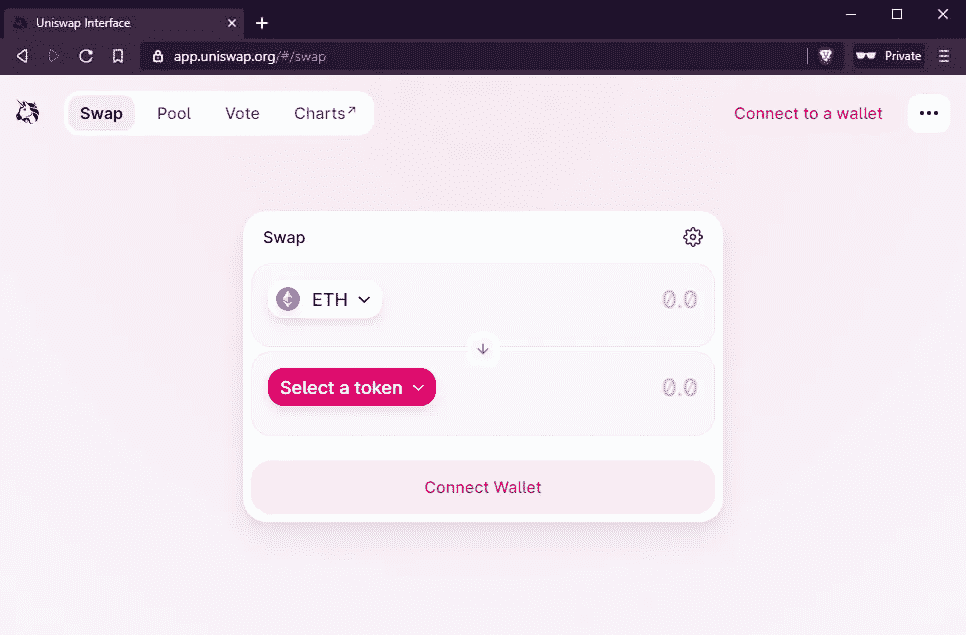 Uniswap Interface
app.uniswap.org/#/swap
Private
Swap Pool Vote Charts↗
Connect to a wallet
Swap
ETH
0.0
Select a token
0.0
Connect Wallet